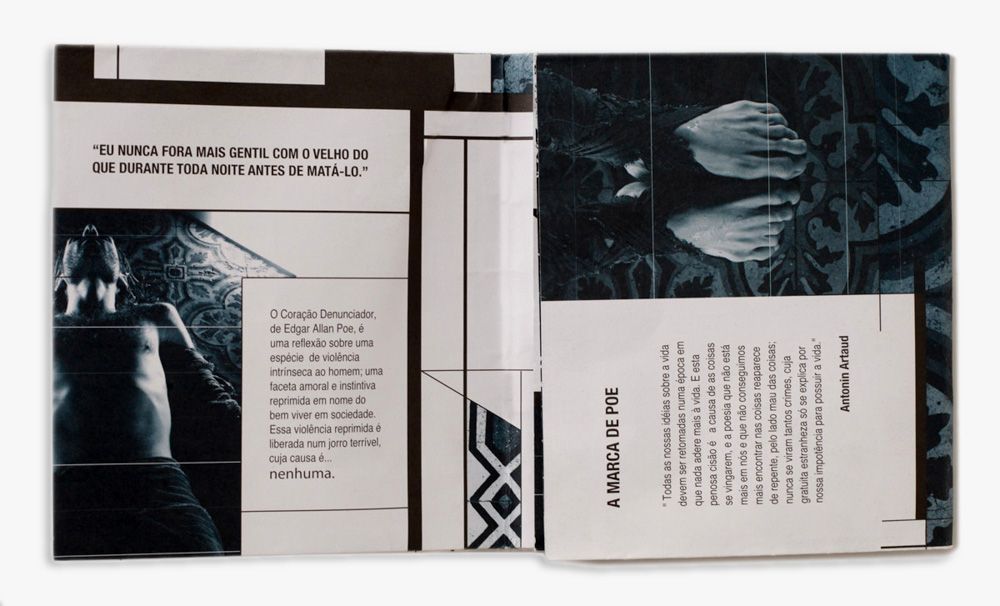 “EU NUNCA FORA MAIS GENTIL COM O VELHO DO
QUE DURANTE TODA NOITE ANTES DE MATÁ-LO.”
O Coração Denunciador,
de Edgar Allan Poe, é
uma reflexão sobre uma
espécie de violência
intrínseca ao homem; uma
faceta amoral e instintiva
reprimida em nome do
bem viver em sociedade.
Essa violência reprimida é
liberada num jorro terrível,
cuja causa é...
nenhuma.
A MARCA DE POE
“ Todas as nossas idéias sobre a vida
devem ser retomadas numa época em
que nada adere mais à vida. E esta
penosa cisão é a causa de as coisas
se vingarem, e a poesia que não está
mais em nós e que não conseguimos
mais encontrar nas coisas reaparece
de repente, pelo lado mau das coisas;
nunca se viram tantos crimes, cuja
gratuita estranheza só se explica por
nossa impotência para possuir a vida.”
Antonin Artaud